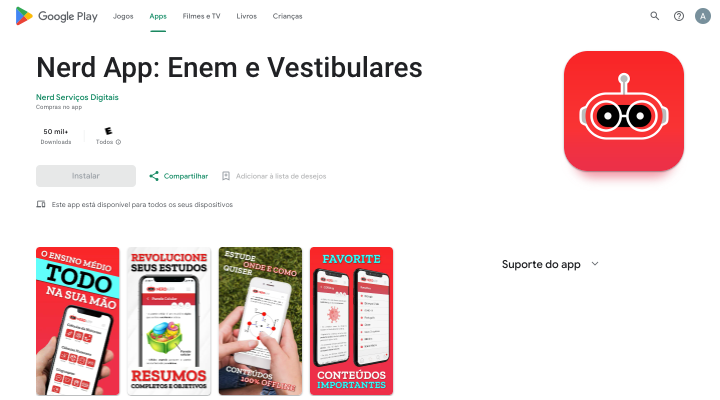 Google Play
Jogos
Apps
Filmes e TV
Livros
Crianças
A
Nerd App: Enem e Vestibulares
Nerd Serviços Digitais
Compras no app
50 mil+
Downloads
Todos
Instalar
Compartilhar
Adicionar à lista de desejos
Este app está disponível para todos os seus dispositivos
O ENSINO MÉDIO
TODO
NA SUA MÃO
REVOLUCIONE
SEUS ESTUDOS
RESUMOS
COMPLETOS E OBJETIVOS
ESTUDE
ONDE E COMO
QUISER
CONTEÚDOS
100% OFFLINE
FAVORITE
CONTEÚDOS
IMPORTANTES
Suporte do app